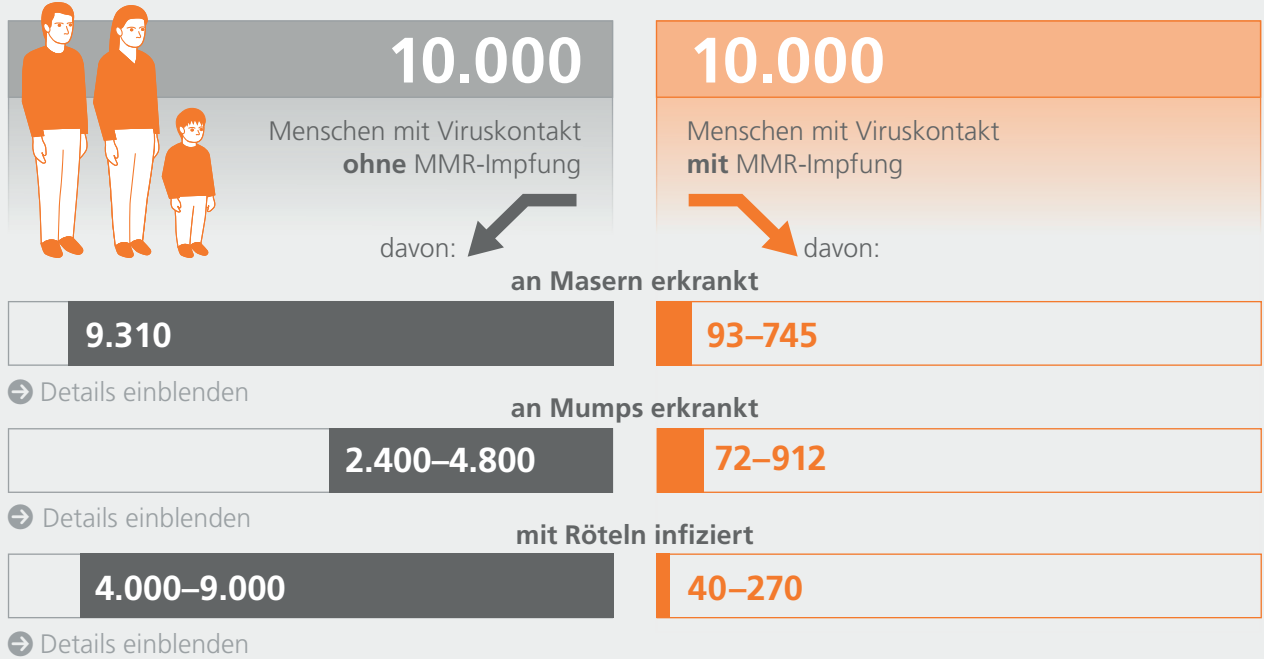 10.000
Menschen mit Viruskontakt
ohne MMR-Impfung
davon:
10.000
Menschen mit Viruskontakt
mit MMR-Impfung
davon:
an Masern erkrankt
9.310
93–745
Details einblenden
an Mumps erkrankt
2.400–4.800
72–912
Details einblenden
mit Röteln infiziert
4.000–9.000
40–270
Details einblenden